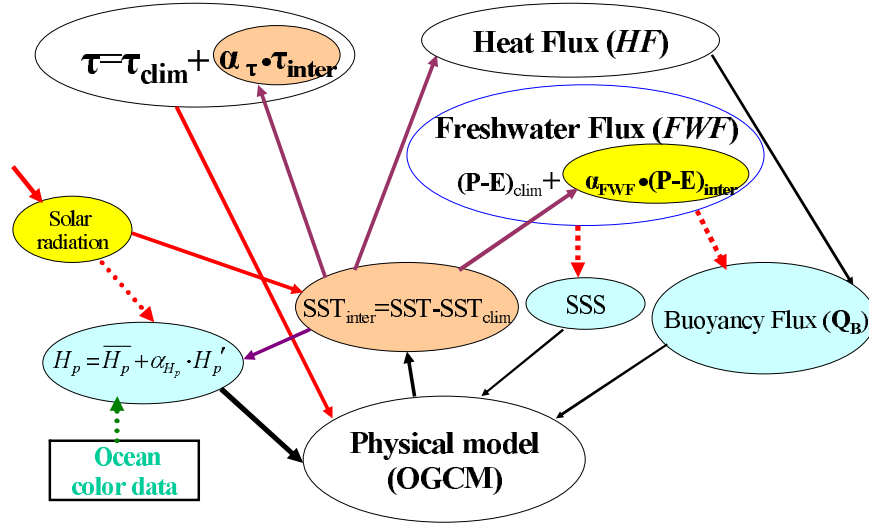 τ=τclim+ ατ•τinter
Heat Flux (HF)
Freshwater Flux (FWF)
(P-E)clim+ αFWF•(P-E)inter
Solar
radiation
SSTinter=SST-SSTclim
SSS
Buoyancy Flux (QB)
Hp = H̅p̅ + αHp · Hp′
Physical model
(OGCM)
Ocean
color data